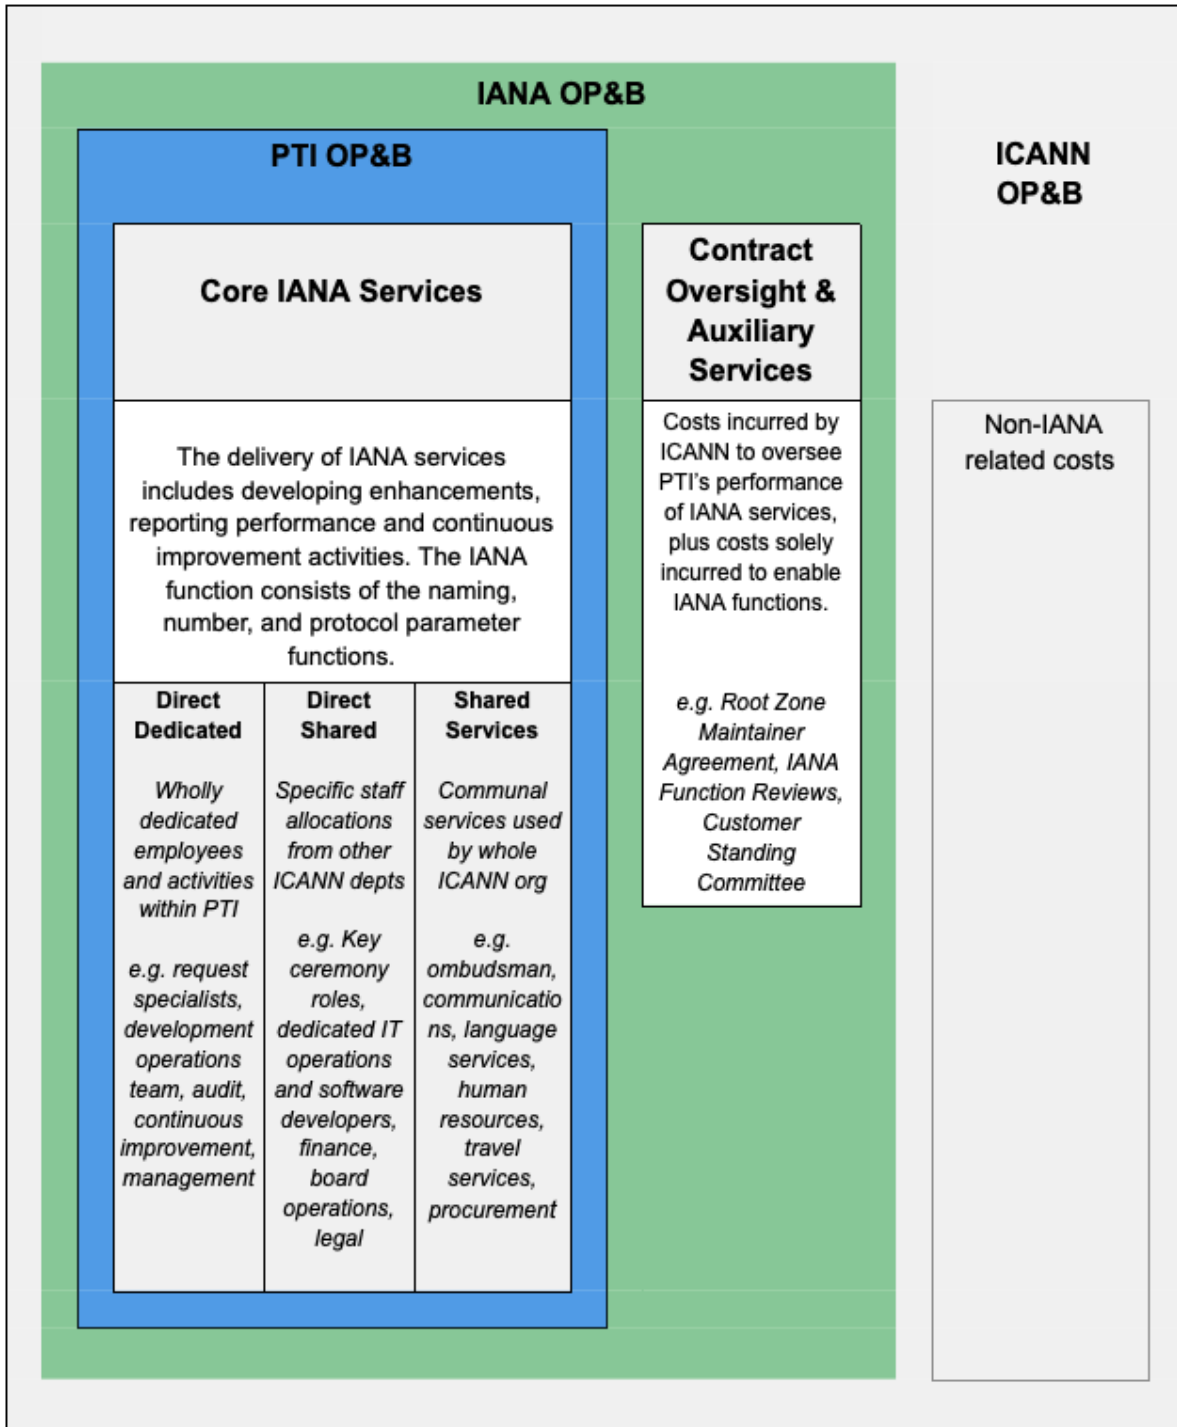 IANA OP&B
PTI OP&B
ICANN
OP&B
Core IANA Services
The delivery of IANA services
includes developing enhancements,
reporting performance and continuous
improvement activities. The IANA
function consists of the naming,
number, and protocol parameter
functions.
Direct
Dedicated
Wholly
dedicated
employees
and activities
within PTI
e.g. request
specialists,
development
operations
team, audit,
continuous
improvement,
management
Direct
Shared
Specific staff
allocations
from other
ICANN depts
e.g. Key
ceremony
roles,
dedicated IT
operations
and software
developers,
finance,
board
operations,
legal
Shared
Services
Communal
services used
by whole
ICANN org
e.g.
ombudsman,
communicatio
ns, language
services,
human
resources,
travel
services,
procurement
Contract
Oversight &
Auxiliary
Services
Costs incurred by
ICANN to oversee
PTI's performance
of IANA services,
plus costs solely
incurred to enable
IANA functions.
e.g. Root Zone
Maintainer
Agreement, IANA
Function Reviews,
Customer
Standing
Committee
Non-IANA
related costs